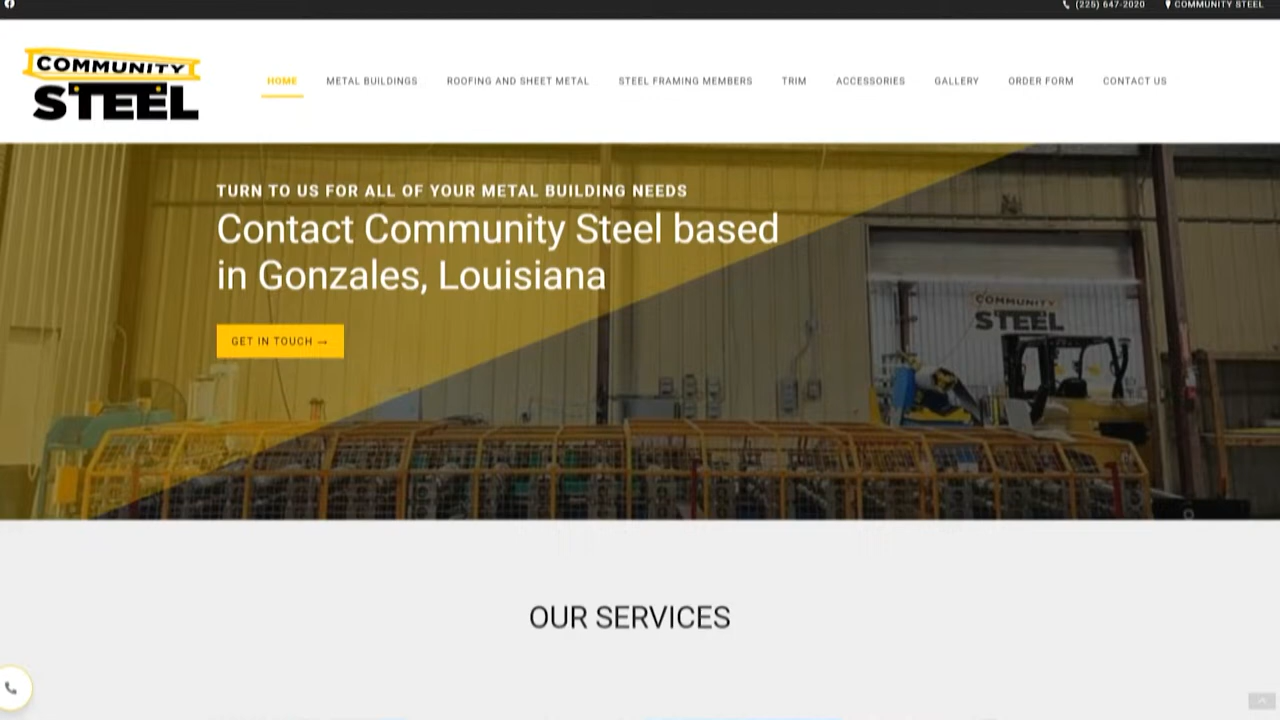 (225) 647-2020
COMMUNITY STEEL
COMMUNITY
STEEL
HOME
METAL BUILDINGS
ROOFING AND SHEET METAL
STEEL FRAMING MEMBERS
TRIM
ACCESSORIES
GALLERY
ORDER FORM
CONTACT US
TURN TO US FOR ALL OF YOUR METAL BUILDING NEEDS
Contact Community Steel based
in Gonzales, Louisiana
GET IN TOUCH →
COMMUNITY
STEEL
OUR SERVICES